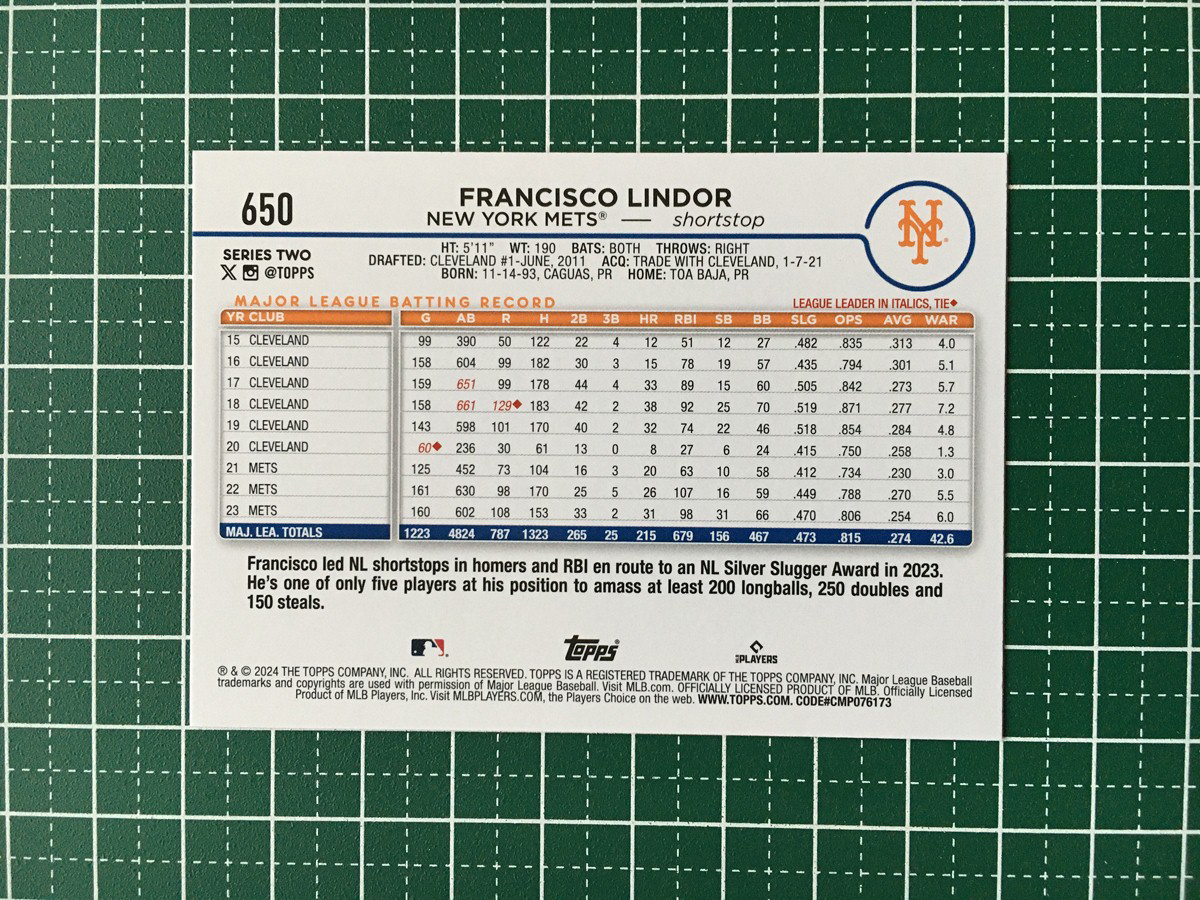 650
FRANCISCO LINDOR
NEW YORK METS® — shortstop
NY
SERIES TWO
X @TOPPS
HT: 5'11" WT: 190 BATS: BOTH THROWS: RIGHT
DRAFTED: CLEVELAND #1-JUNE, 2011 ACQ: TRADE WITH CLEVELAND, 1-7-21
BORN: 11-14-93, CAGUAS, PR HOME: TOA BAJA, PR
MAJOR LEAGUE BATTING RECORD LEAGUE LEADER IN ITALICS, TIE◆
YR CLUB G AB R H 2B 3B HR RBI SB BB SLG OPS AVG WAR
15 CLEVELAND 99 390 50 122 22 4 12 51 12 27 .482 .835 .313 4.0
16 CLEVELAND 158 604 99 182 30 3 15 78 19 57 .435 .794 .301 5.1
17 CLEVELAND 159 651 99 178 44 4 33 89 15 60 .505 .842 .273 5.7
18 CLEVELAND 158 661 129◆ 183 42 2 38 92 25 70 .519 .871 .277 7.2
19 CLEVELAND 143 598 101 170 40 2 32 74 22 46 .518 .854 .284 4.8
20 CLEVELAND 60◆ 236 30 61 13 0 8 27 6 24 .415 .750 .258 1.3
21 METS 125 452 73 104 16 3 20 63 10 58 .412 .734 .230 3.0
22 METS 161 630 98 170 25 5 26 107 16 59 .449 .788 .270 5.5
23 METS 160 602 108 153 33 2 31 98 31 66 .470 .806 .254 6.0
MAJ. LEA. TOTALS 1223 4824 787 1323 265 25 215 679 156 467 .473 .815 .274 42.6
Francisco led NL shortstops in homers and RBI en route to an NL Silver Slugger Award in 2023.
He's one of only five players at his position to amass at least 200 longballs, 250 doubles and
150 steals.
TOPPS®
PLAYERS
® & © 2024 THE TOPPS COMPANY, INC. ALL RIGHTS RESERVED. TOPPS IS A REGISTERED TRADEMARK OF THE TOPPS COMPANY, INC. Major League Baseball
trademarks and copyrights are used with permission of Major League Baseball. Visit MLB.com. OFFICIALLY LICENSED PRODUCT OF MLB. Officially Licensed
Product of MLB Players, Inc. Visit MLBPLAYERS.COM, the Players Choice on the web. WWW.TOPPS.COM. CODE#CMP076173